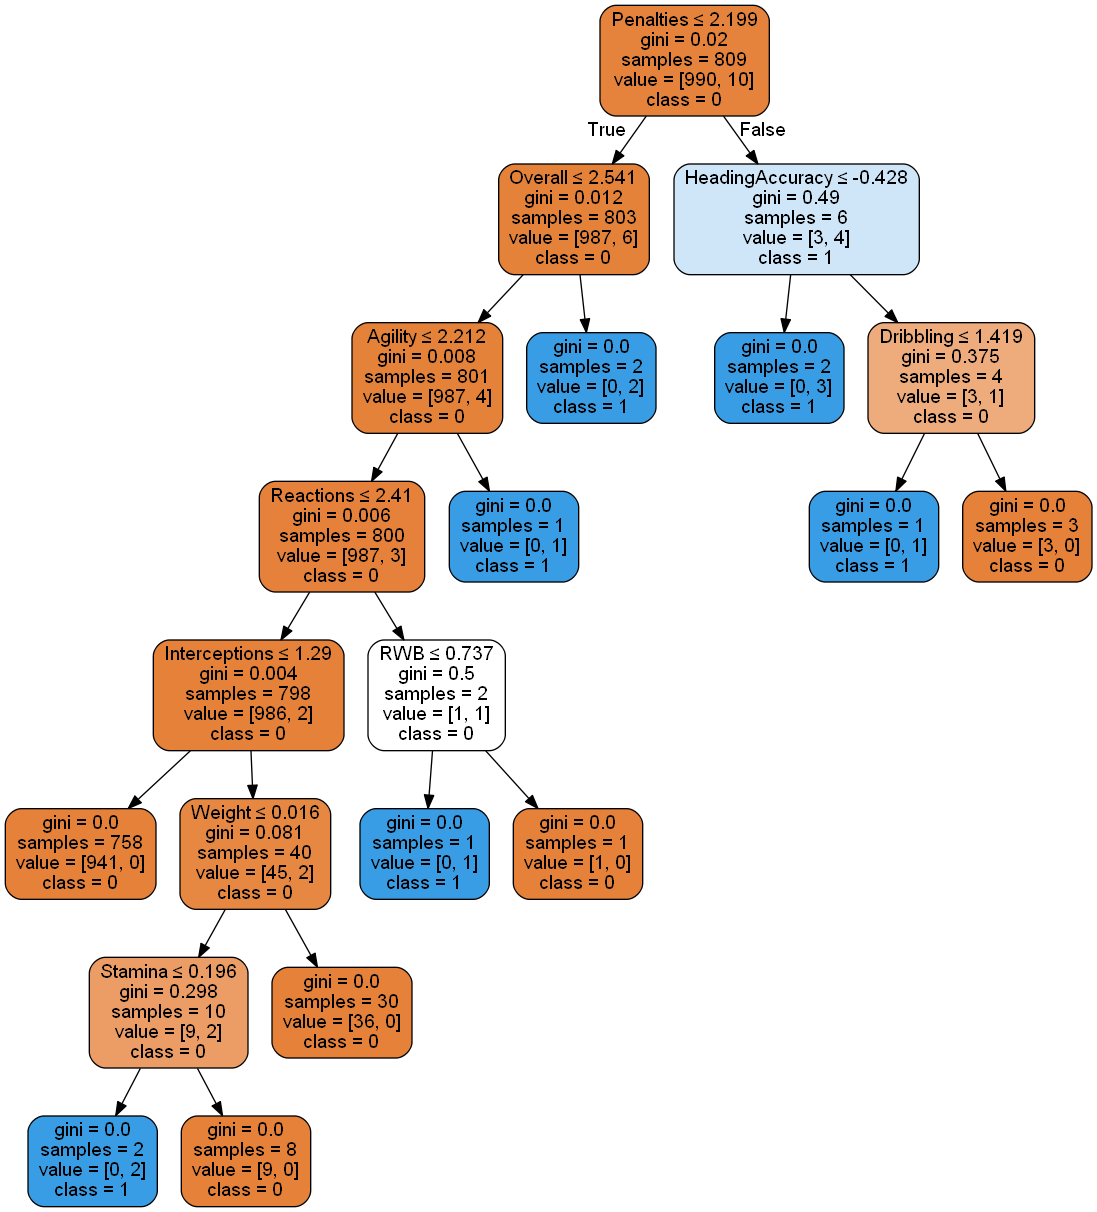 Penalties ≤ 2.199
gini = 0.02
samples = 809
value = [990, 10]
class = 0
True
False
Overall ≤ 2.541
gini = 0.012
samples = 803
value = [987, 6]
class = 0
HeadingAccuracy ≤ -0.428
gini = 0.49
samples = 6
value = [3, 4]
class = 1
Agility ≤ 2.212
gini = 0.008
samples = 801
value = [987, 4]
class = 0
gini = 0.0
samples = 2
value = [0, 2]
class = 1
gini = 0.0
samples = 2
value = [0, 3]
class = 1
Dribbling ≤ 1.419
gini = 0.375
samples = 4
value = [3, 1]
class = 0
Reactions ≤ 2.41
gini = 0.006
samples = 800
value = [987, 3]
class = 0
gini = 0.0
samples = 1
value = [0, 1]
class = 1
gini = 0.0
samples = 1
value = [0, 1]
class = 1
gini = 0.0
samples = 3
value = [3, 0]
class = 0
Interceptions ≤ 1.29
gini = 0.004
samples = 798
value = [986, 2]
class = 0
RWB ≤ 0.737
gini = 0.5
samples = 2
value = [1, 1]
class = 0
gini = 0.0
samples = 758
value = [941, 0]
class = 0
Weight ≤ 0.016
gini = 0.081
samples = 40
value = [45, 2]
class = 0
gini = 0.0
samples = 1
value = [0, 1]
class = 1
gini = 0.0
samples = 1
value = [1, 0]
class = 0
Stamina ≤ 0.196
gini = 0.298
samples = 10
value = [9, 2]
class = 0
gini = 0.0
samples = 30
value = [36, 0]
class = 0
gini = 0.0
samples = 2
value = [0, 2]
class = 1
gini = 0.0
samples = 8
value = [9, 0]
class = 0